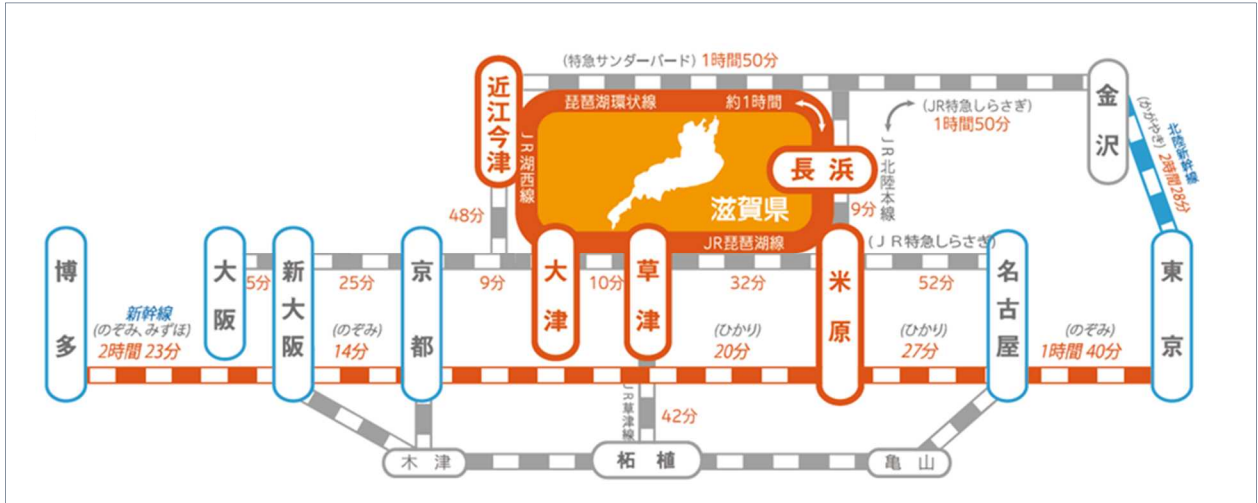 (特急サンダーバード) 1時間50分
近江今津
琵琶湖環状線 約1時間
(JR特急しらさぎ)
1時間50分
金沢
(かがやき) 2時間28分
北陸新幹線
JR湖西線
長浜
JR北陸本線
滋賀県
48分
9分
JR琵琶湖線
(JR特急しらさぎ)
博多
大阪
新大阪
京都
大津
草津
米原
名古屋
東京
5分
25分
9分
10分
32分
52分
新幹線
(のぞみ、みずほ)
2時間 23分
(のぞみ)
14分
(ひかり)
20分
(ひかり)
27分
(のぞみ)
1時間 40分
JR草津線
42分
木津
柘植
亀山